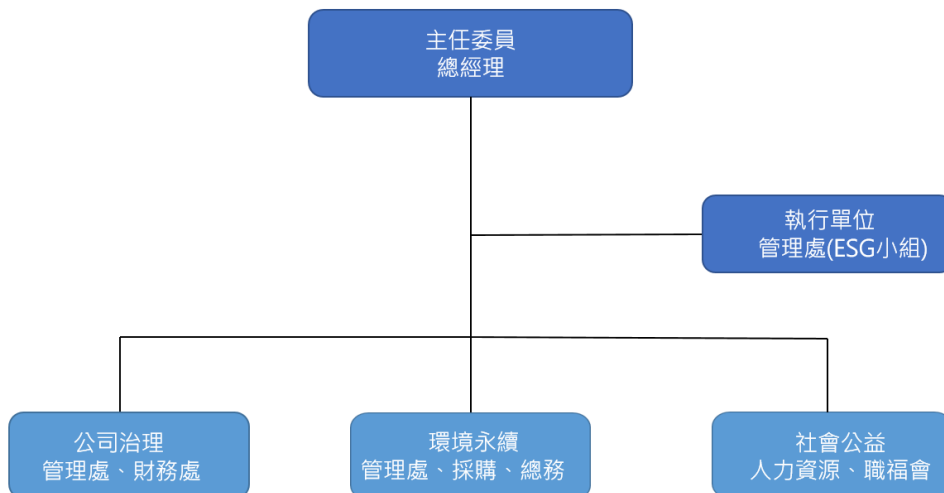 主任委員
總經理
執行單位
管理處(ESG小組)
公司治理
管理處、財務處
環境永續
管理處、採購、總務
社會公益
人力資源、職福會